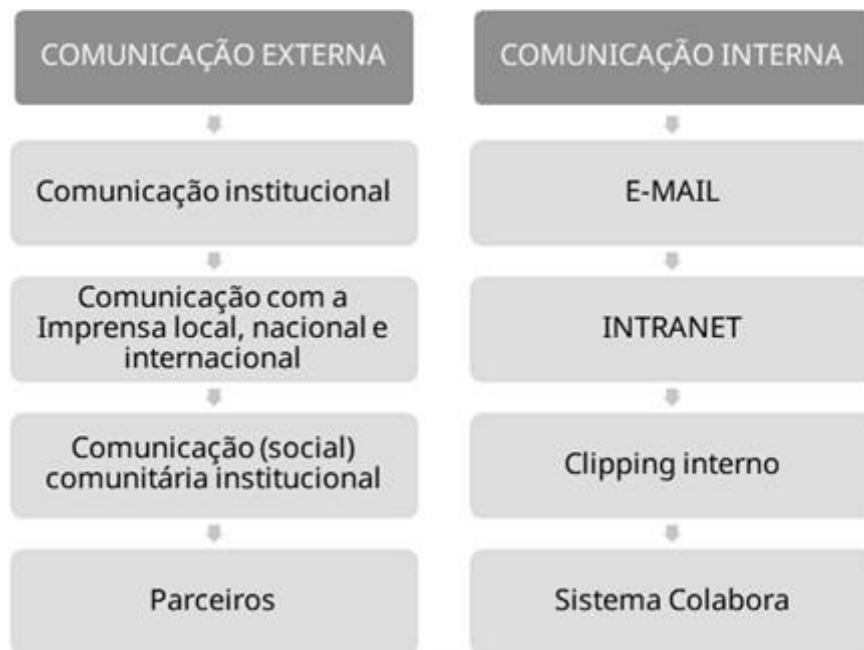 COMUNICAÇÃO EXTERNA
Comunicação institucional
Comunicação com a
Imprensa local, nacional e
internacional
Comunicação (social)
comunitária institucional
Parceiros
COMUNICAÇÃO INTERNA
E-MAIL
INTRANET
Clipping interno
Sistema Colabora